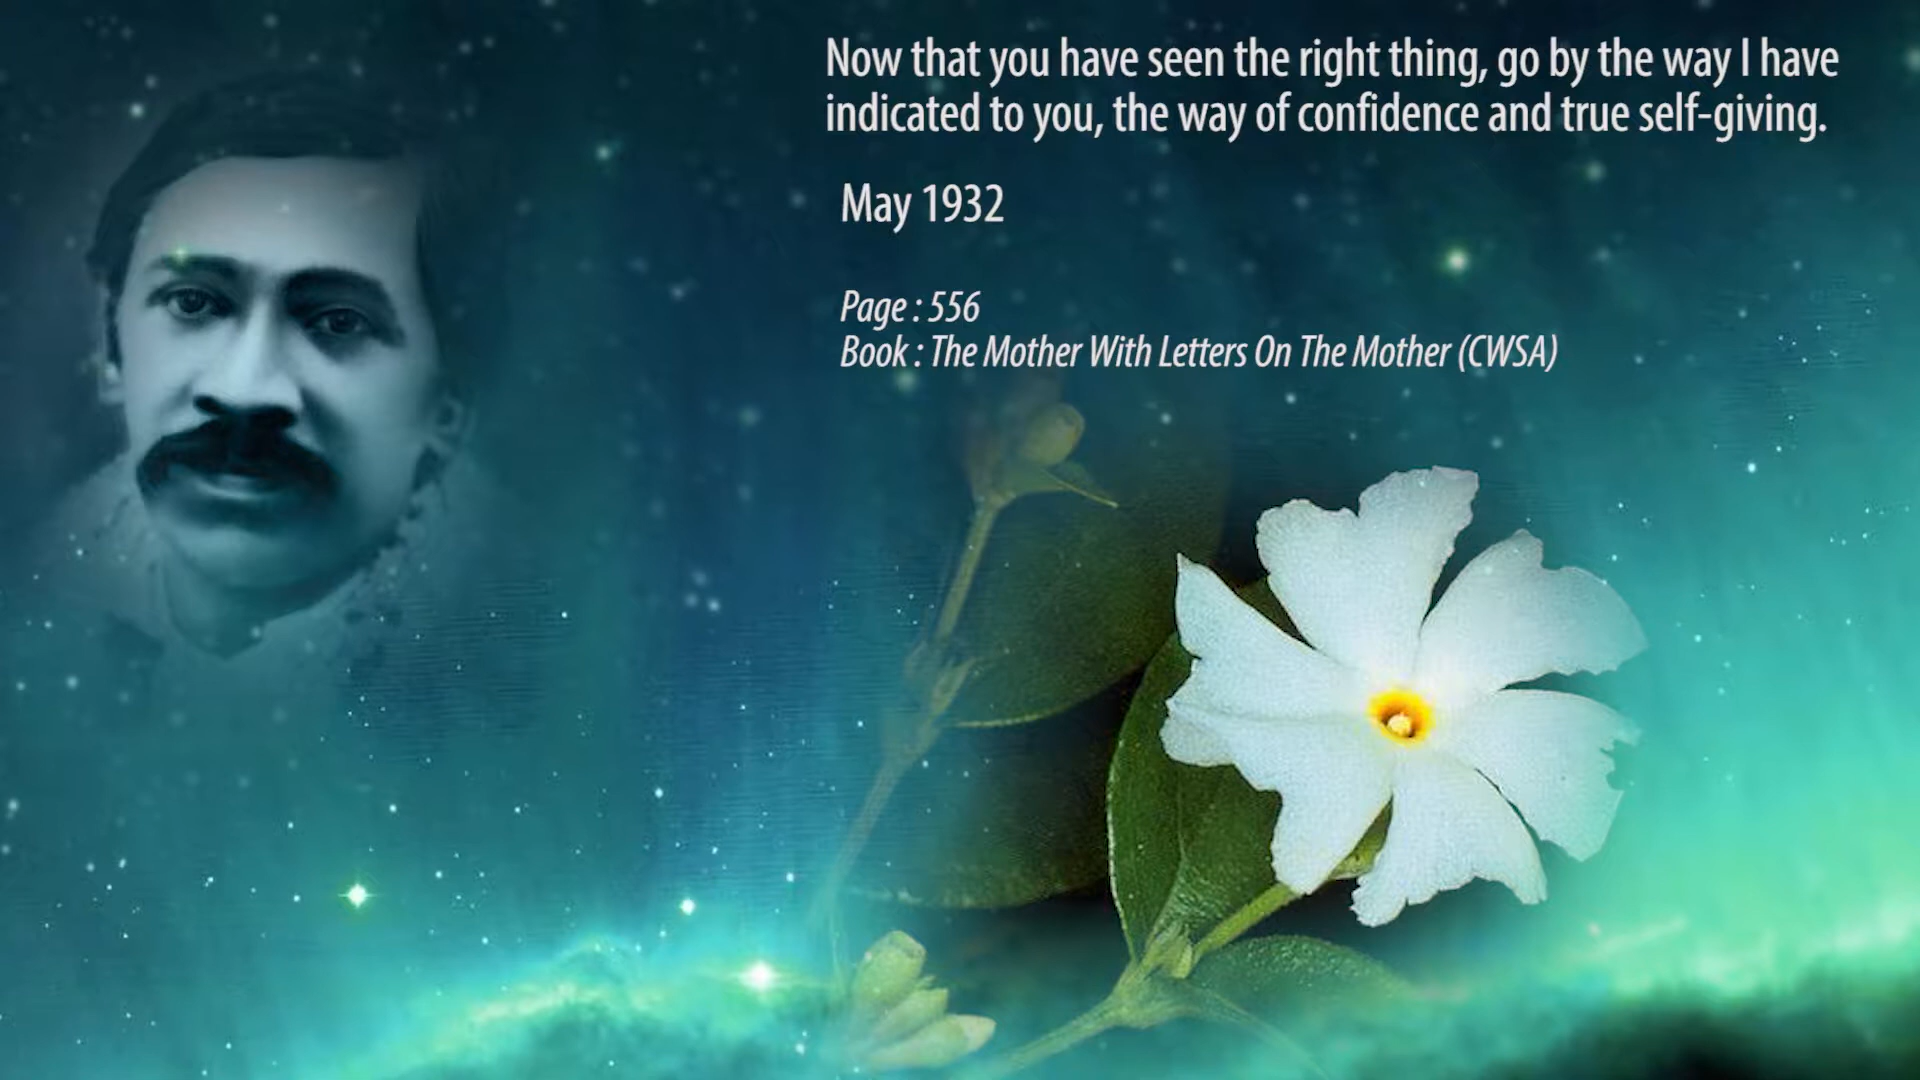 Now that you have seen the right thing, go by the way I have
indicated to you, the way of confidence and true self-giving.
May 1932
Page : 556
Book : The Mother With Letters On The Mother (CWSA)